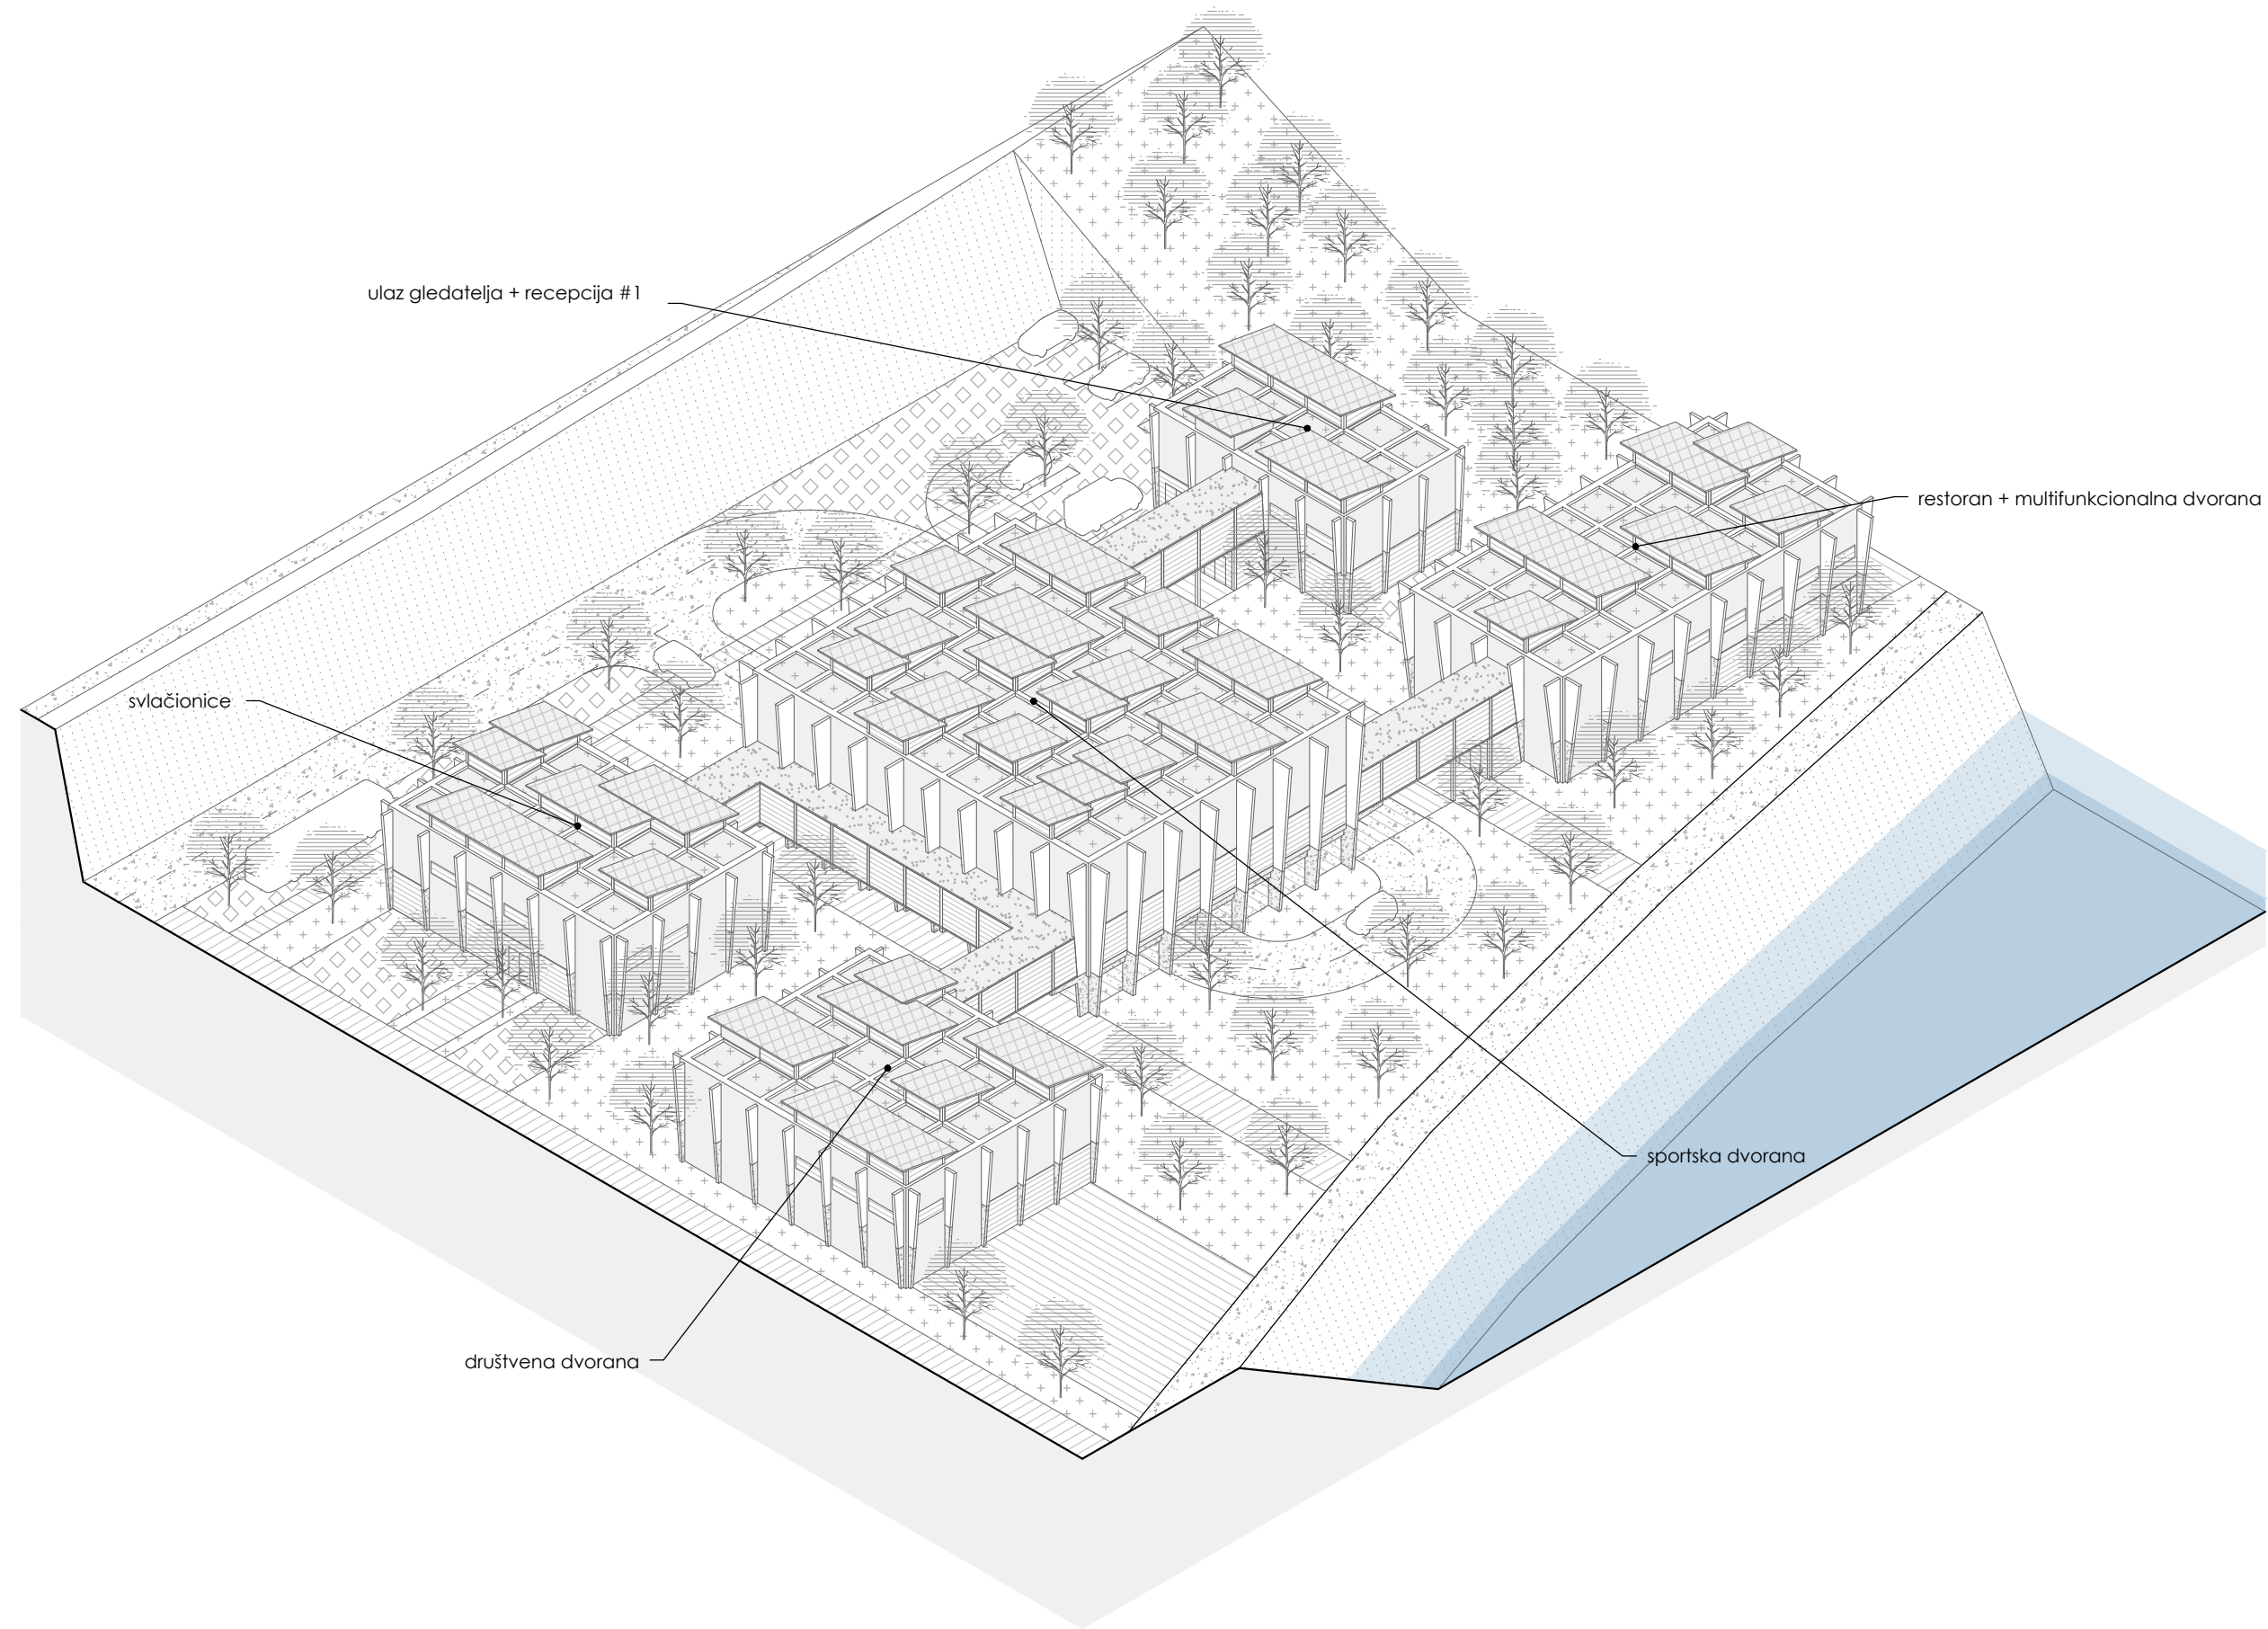 ulaz gledatelja + recepcija #1
restoran + multifunkcionalna dvorana
svlačionice
sportska dvorana
društvena dvorana